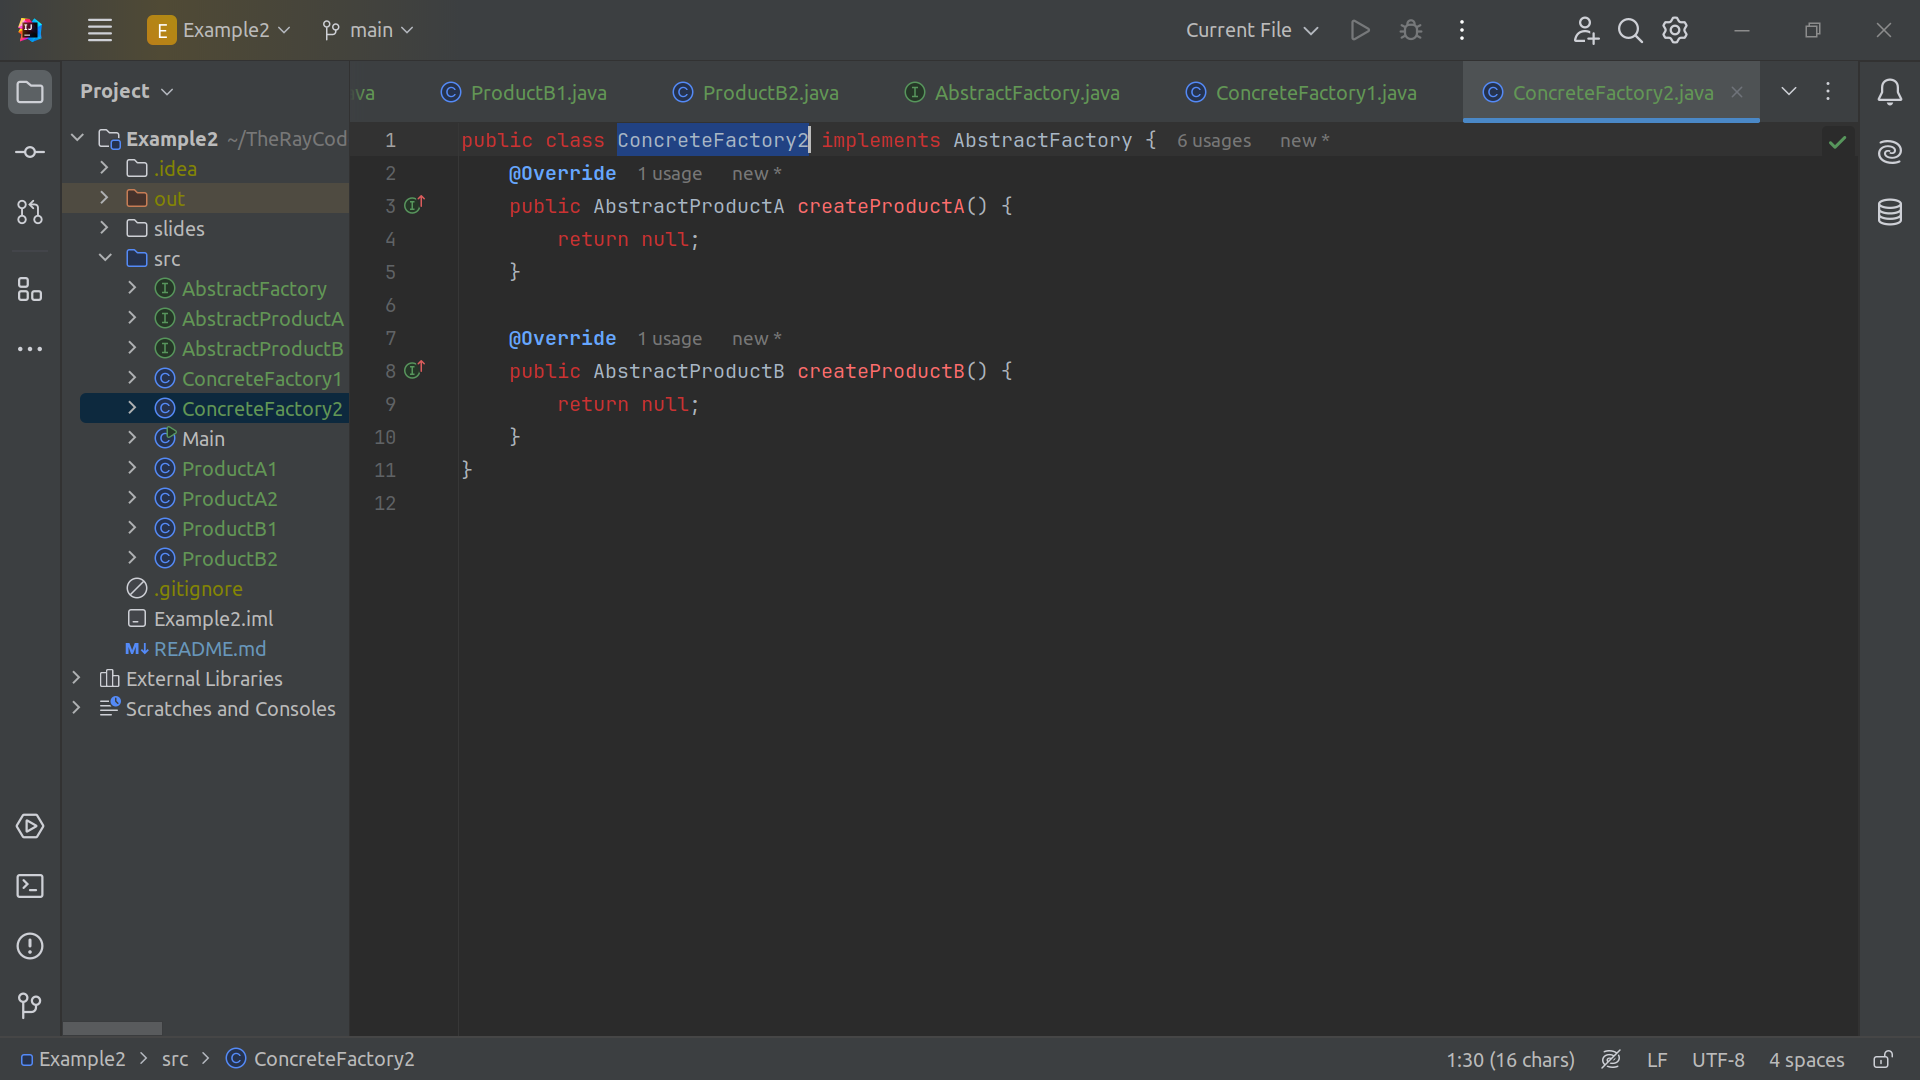 E Example2 main Current File
Project
va ProductB1.java ProductB2.java AbstractFactory.java ConcreteFactory1.java ConcreteFactory2.java
Example2 ~/TheRayCod
.idea
out
slides
src
AbstractFactory
AbstractProductA
AbstractProductB
ConcreteFactory1
ConcreteFactory2
Main
ProductA1
ProductA2
ProductB1
ProductB2
.gitignore
Example2.iml
README.md
External Libraries
Scratches and Consoles
1 public class ConcreteFactory2 implements AbstractFactory { 6 usages new *
2 @Override 1 usage new *
3 public AbstractProductA createProductA() {
4 return null;
5 }
6
7 @Override 1 usage new *
8 public AbstractProductB createProductB() {
9 return null;
10 }
11 }
12
Example2 > src > ConcreteFactory2 1:30 (16 chars) LF UTF-8 4 spaces